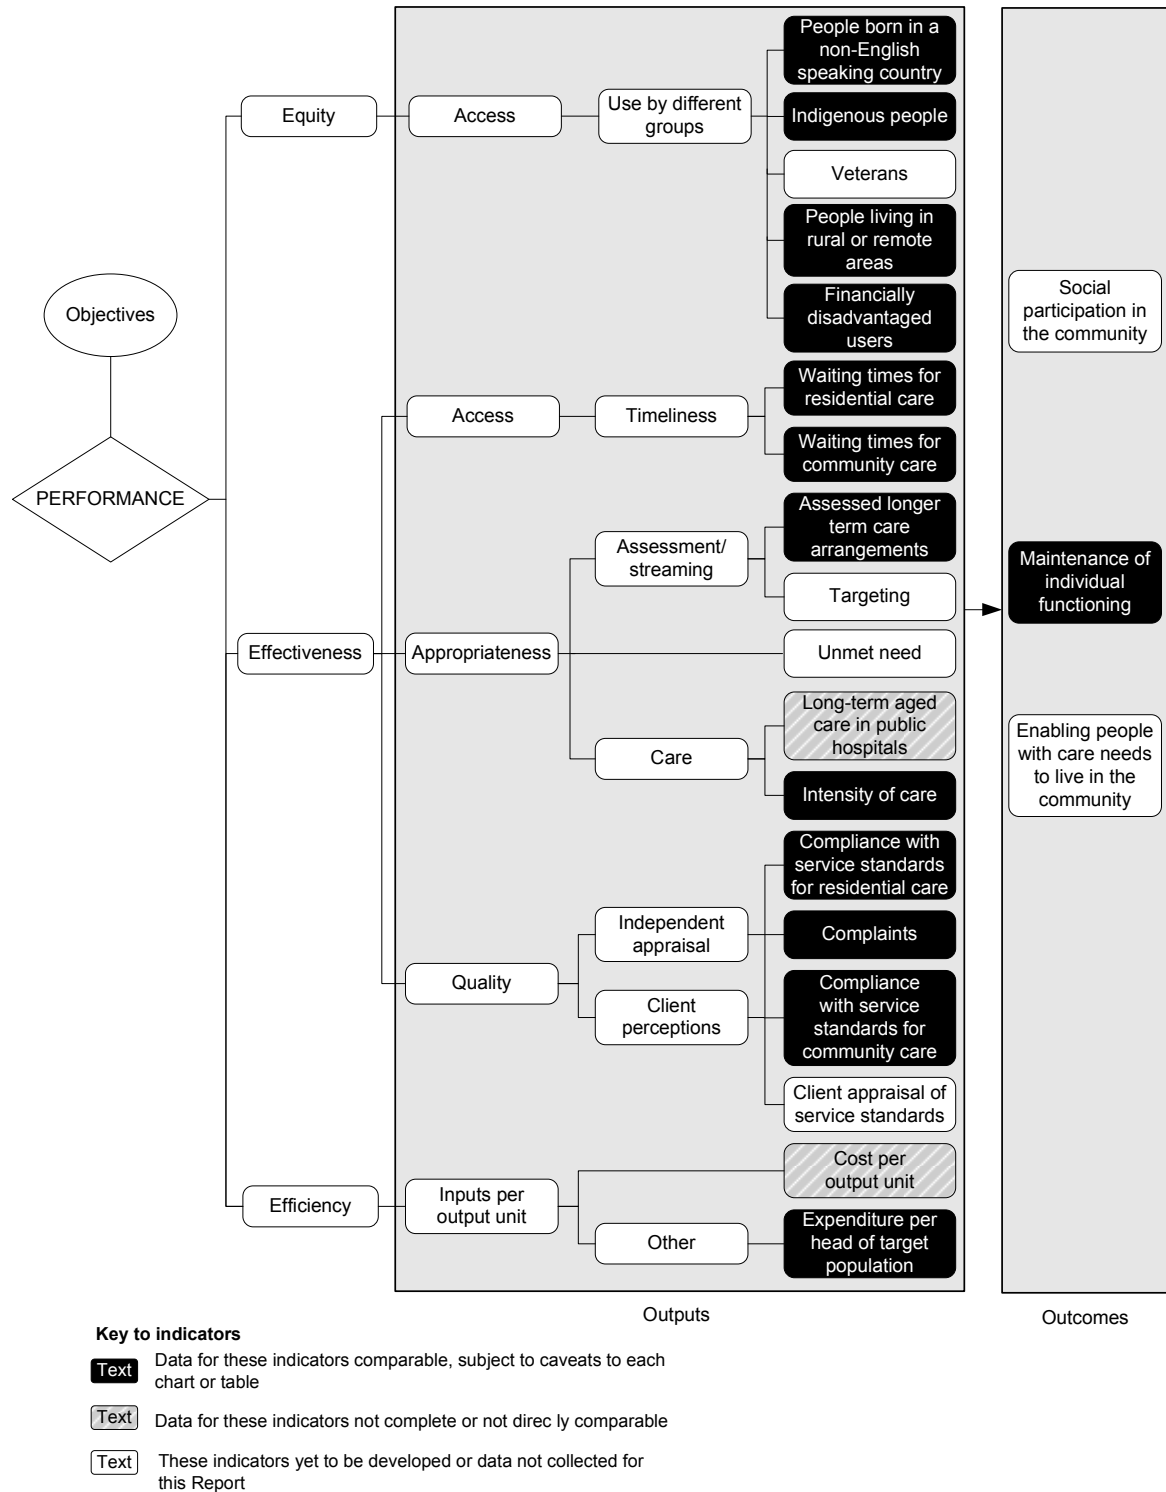 People born in a
non-English
speaking country
Equity
Access
Use by different
groups
Indigenous people
Veterans
People living in
rural or remote
areas
Objectives
Financially
disadvantaged
users
Social
participation in
the community
Access
Timeliness
Waiting times for
residential care
Waiting times for
community care
PERFORMANCE
Assessment/
streaming
Assessed longer
term care
arrangements
Targeting
Maintenance of
individual
functioning
Effectiveness
Appropriateness
Unmet need
Care
Long-term aged
care in public
hospitals
Intensity of care
Enabling people
with care needs
to live in the
community
Compliance with
service standards
for residential care
Independent
appraisal
Complaints
Quality
Client
perceptions
Compliance
with service
standards for
community care
Client appraisal of
service standards
Cost per
output unit
Efficiency
Inputs per
output unit
Other
Expenditure per
head of target
population
Outputs
Outcomes
Key to indicators
Text
Data for these indicators comparable, subject to caveats to each
chart or table
Text
Data for these indicators not complete or not direc ly comparable
Text
These indicators yet to be developed or data not collected for
this Report